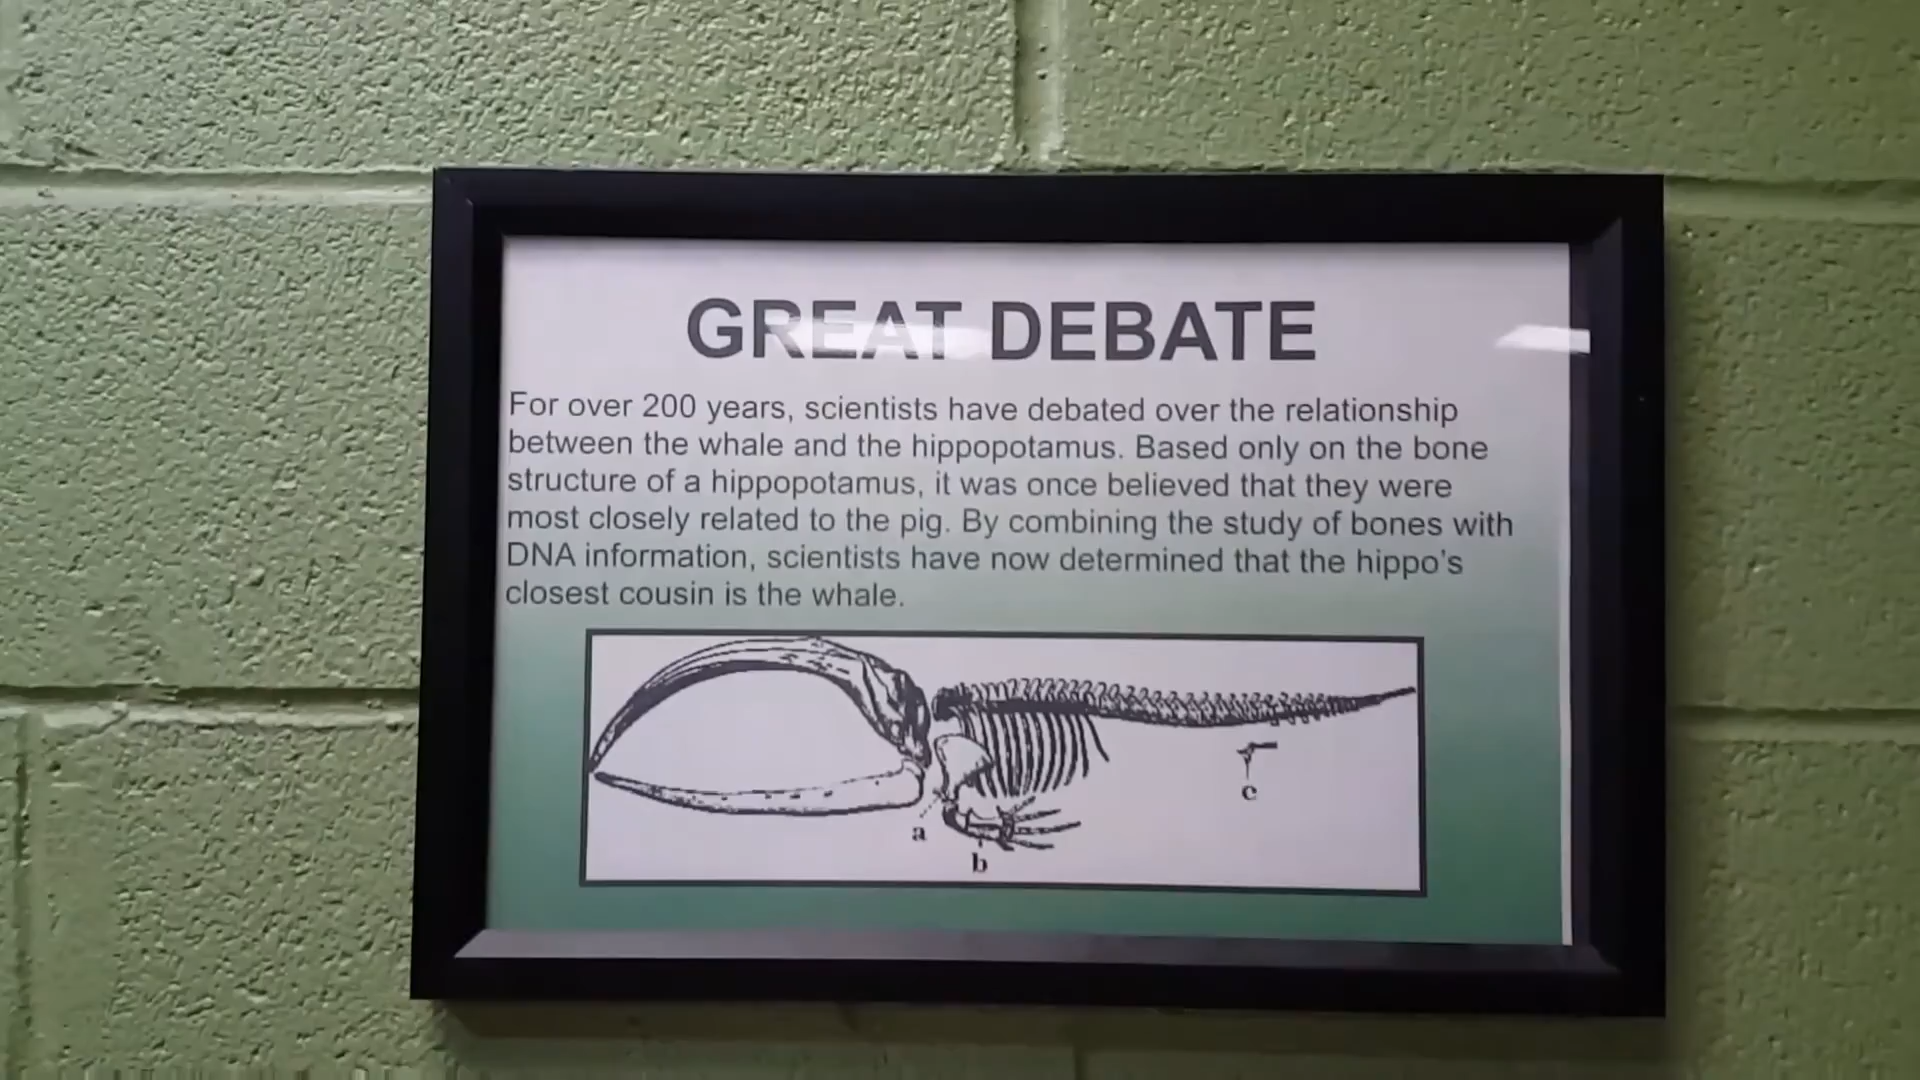 GREAT DEBATE
For over 200 years, scientists have debated over the relationship
between the whale and the hippopotamus. Based only on the bone
structure of a hippopotamus, it was once believed that they were
most closely related to the pig. By combining the study of bones with
DNA information, scientists have now determined that the hippo's
closest cousin is the whale.
a
b
c